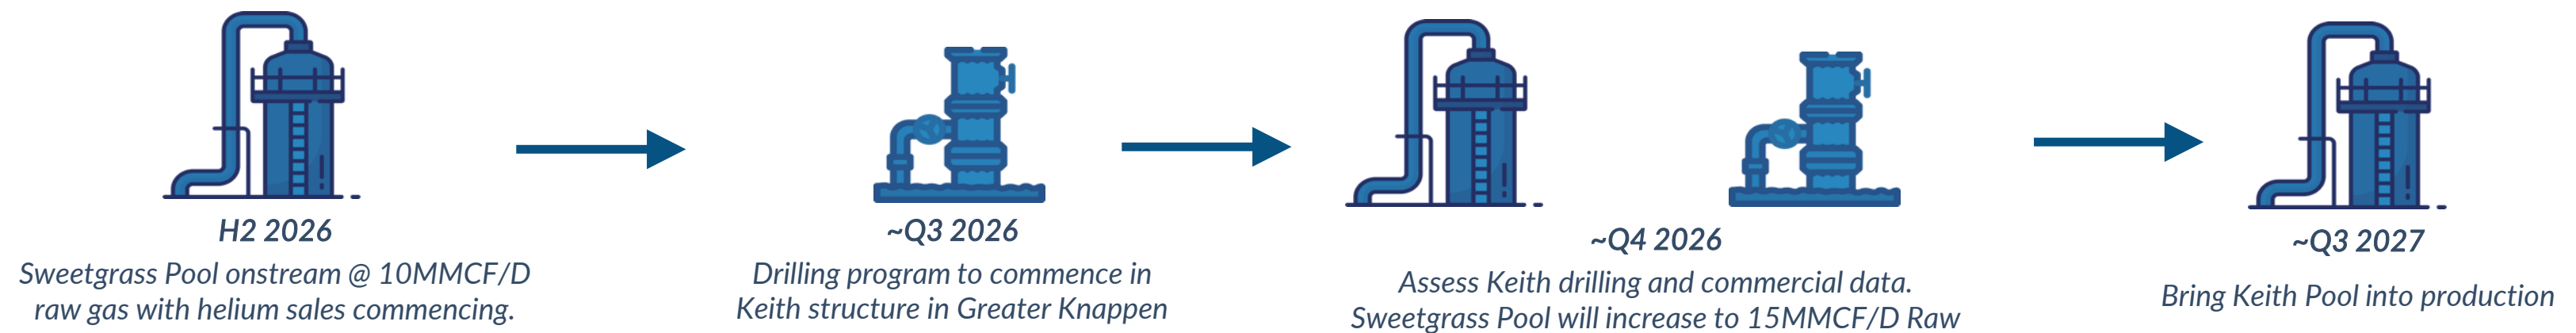 H2 2026
Sweetgrass Pool onstream @ 10MMCF/D
raw gas with helium sales commencing.
~Q3 2026
Drilling program to commence in
Keith structure in Greater Knappen
~Q4 2026
Assess Keith drilling and commercial data.
Sweetgrass Pool will increase to 15MMCF/D Raw
~Q3 2027
Bring Keith Pool into production